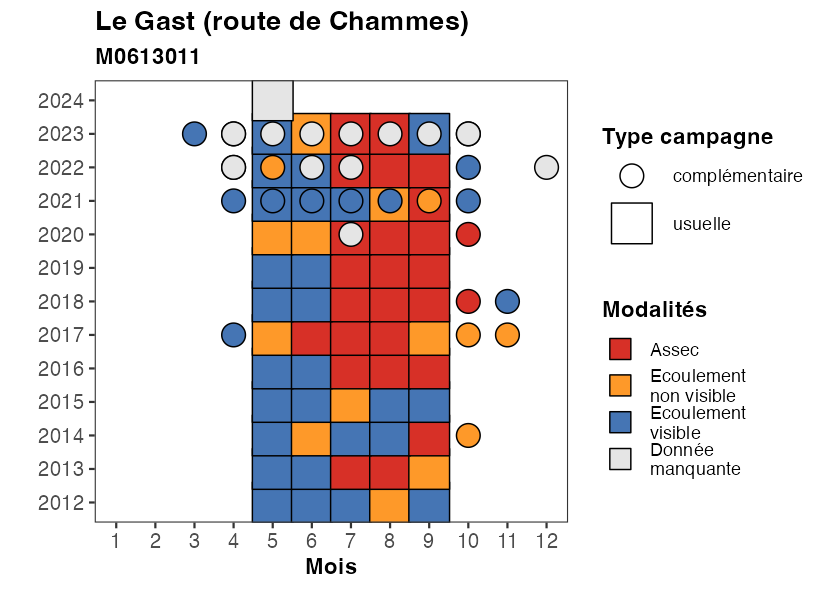 Le Gast (route de Chammes)
M0613011
2024
2023
2022
2021
2020
2019
2018
2017
2016
2015
2014
2013
2012
1 2 3 4 5 6 7 8 9 10 11 12
Mois
Type campagne
complémentaire
usuelle
Modalités
Assec
Ecoulement
non visible
Ecoulement
visible
Donnée
manquante